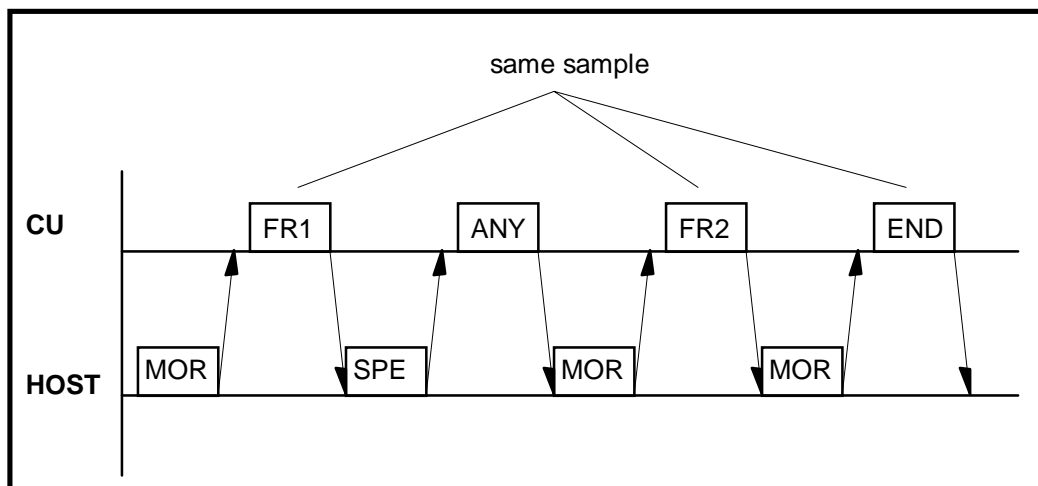 same sample
CU
FR1
ANY
FR2
END
HOST
MOR
SPE
MOR
MOR